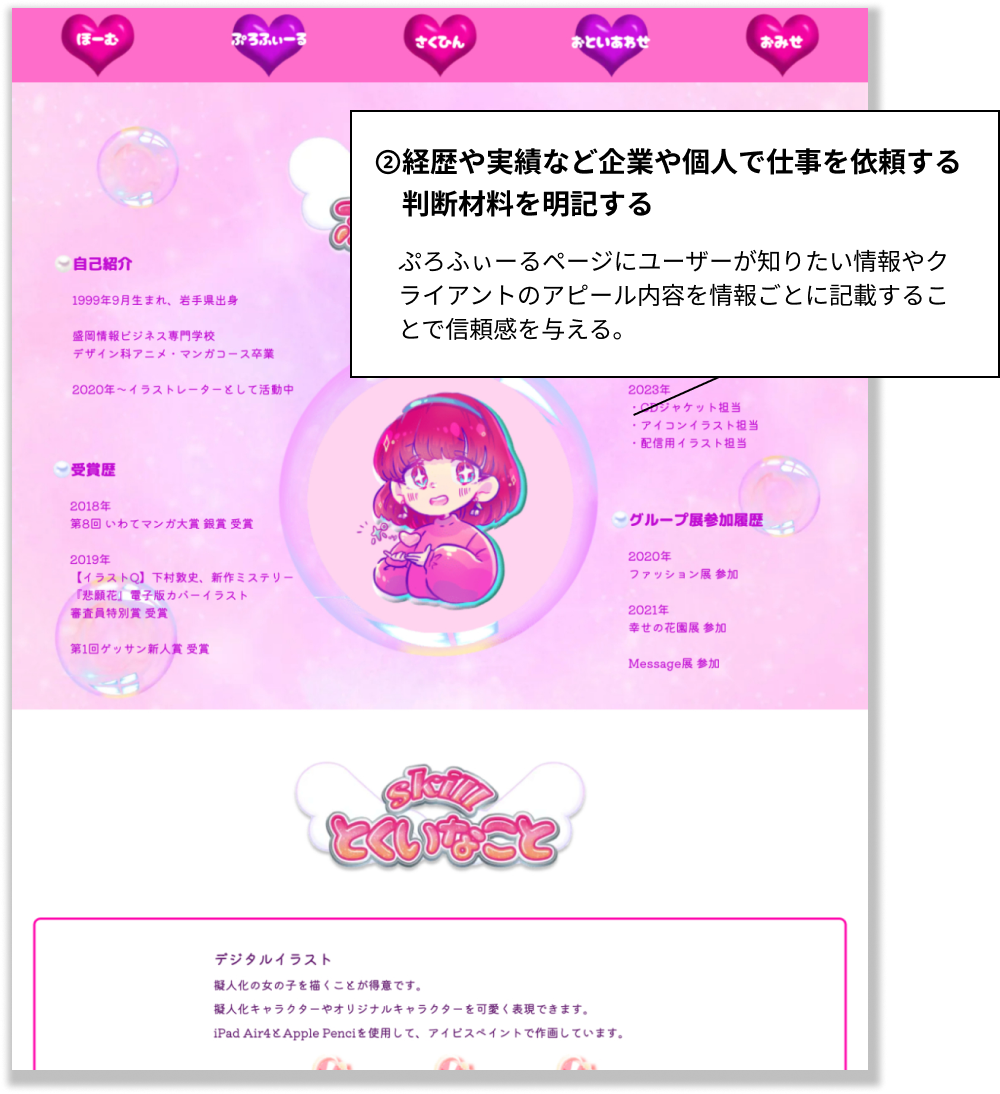 ほーむ
ぷろふぃーる
さくひん
おといあわせ
おみせ
②経歴や実績など企業や個人で仕事を依頼する
判断材料を明記する
ぷろふぃーるページにユーザーが知りたい情報やク
ライアントのアピール内容を情報ごとに記載するこ
とで信頼感を与える。
自己紹介
1999年9月生まれ、岩手県出身
盛岡情報ビジネス専門学校
デザイン科アニメ・マンガコース卒業
2020年～イラストレーターとして活動中
受賞歴
2018年
第8回 いわてマンガ大賞 銀賞 受賞
2019年
【イラストQ】下村敦史、新作ミステリー
『悲願花』電子版カバーイラスト
審査員特別賞 受賞
第1回ゲッサン新人賞 受賞
2023年
・CDジャケット担当
・アイコンイラスト担当
・配信用イラスト担当
グループ展参加履歴
2020年
ファッション展 参加
2021年
幸せの花園展 参加
Message展 参加
skill
とくいなこと
デジタルイラスト
擬人化の女の子を描くことが得意です。
擬人化キャラクターやオリジナルキャラクターを可愛く表現できます。
iPad Air4とApple Penciを使用して、アイビスペイントで作画しています。